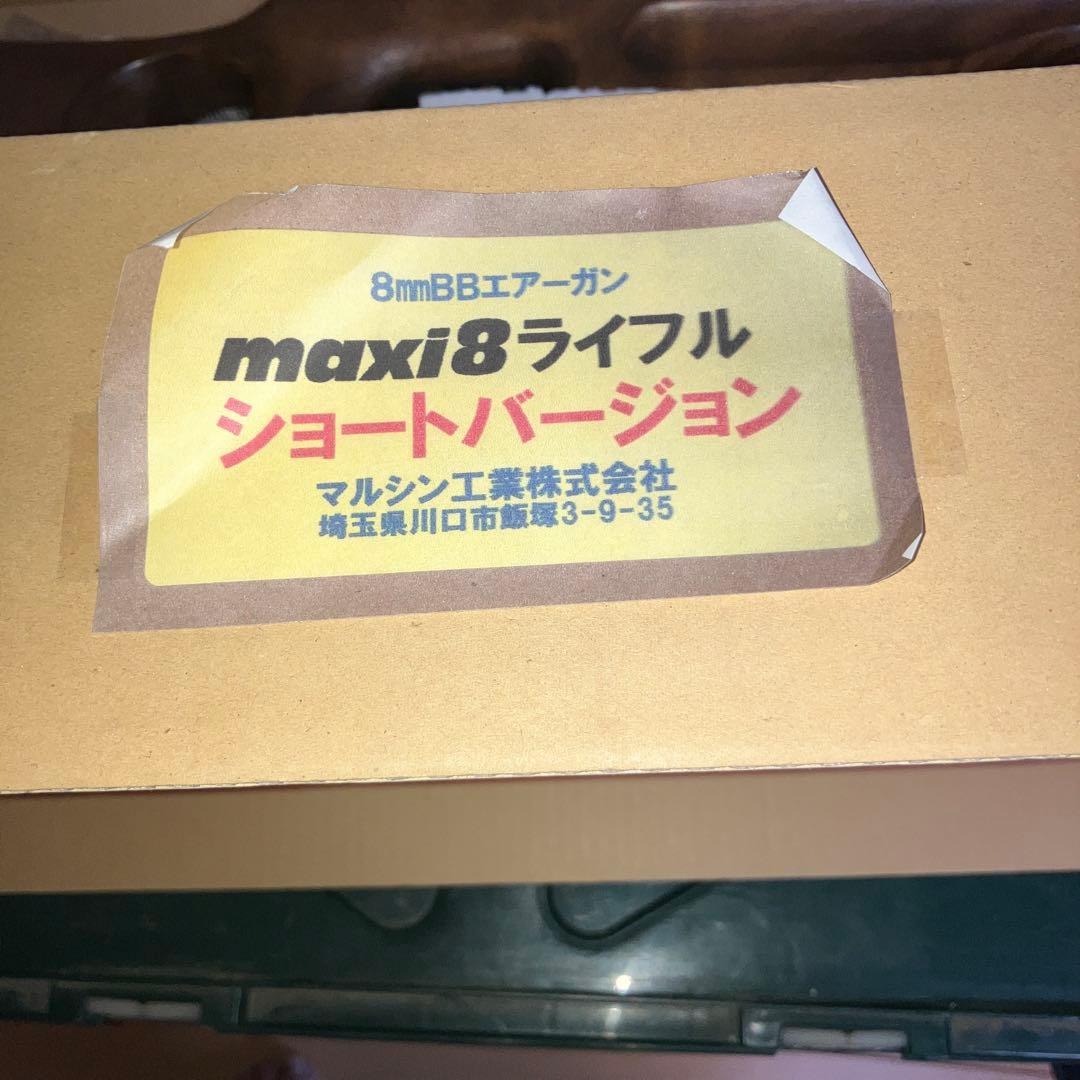 8mmBBエアーガン
maxi8ライフル
ショートバージョン
マルシン工業株式会社
埼玉県川口市飯塚3-9-35